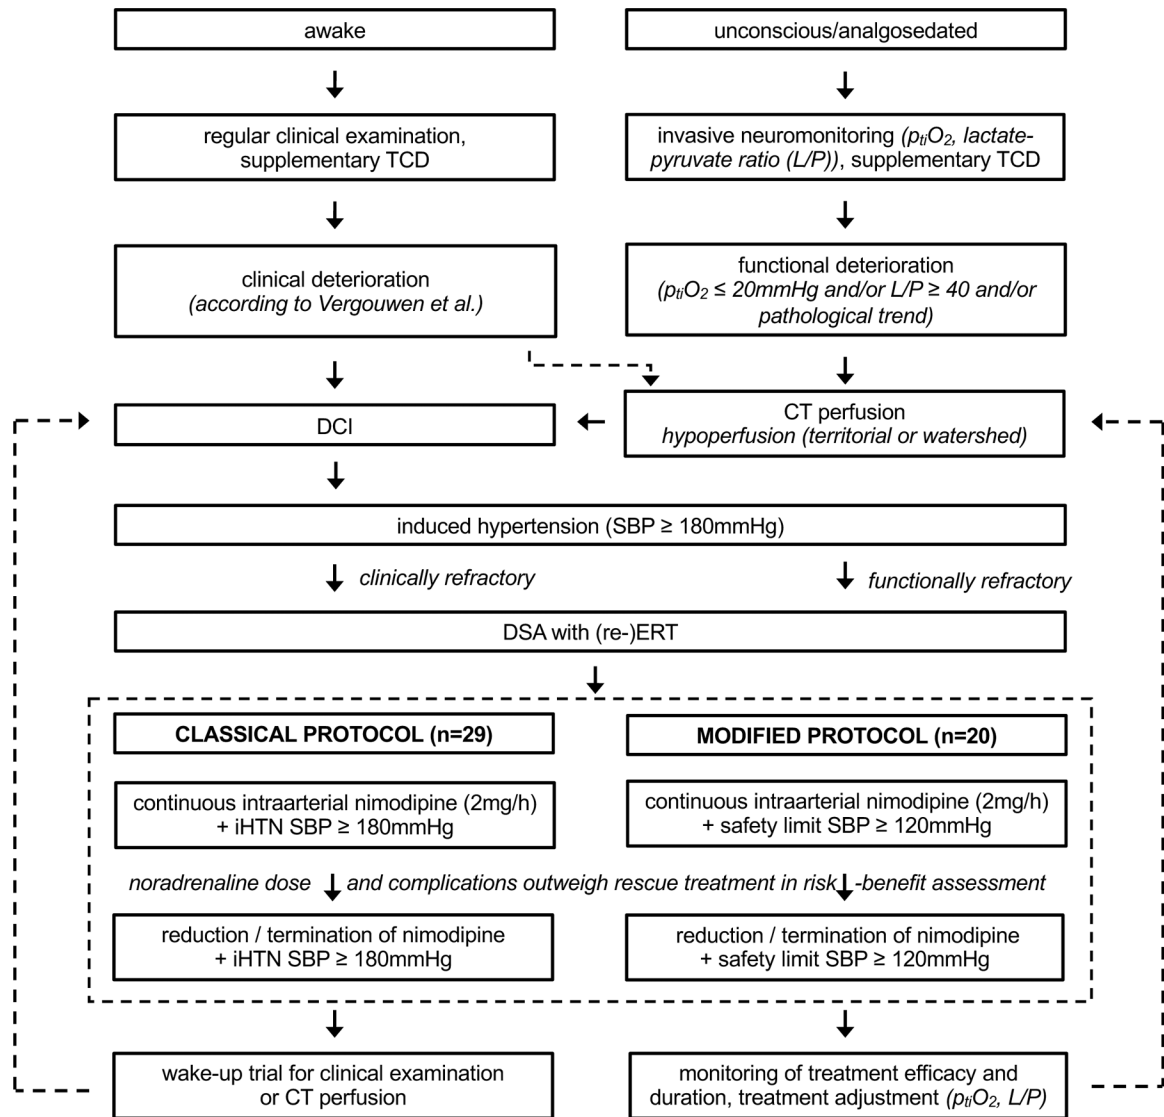 awake
unconscious/analgosedated
regular clinical examination,
supplementary TCD
invasive neuromonitoring (ptiO2, lactate-
pyruvate ratio (L/P)), supplementary TCD
clinical deterioration
(according to Vergouwen et al.)
functional deterioration
(ptiO2 ≤ 20mmHg and/or L/P ≥ 40 and/or
pathological trend)
DCI
CT perfusion
hypoperfusion (territorial or watershed)
induced hypertension (SBP ≥ 180mmHg)
clinically refractory
functionally refractory
DSA with (re-)ERT
CLASSICAL PROTOCOL (n=29)
MODIFIED PROTOCOL (n=20)
continuous intraarterial nimodipine (2mg/h)
+ iHTN SBP ≥ 180mmHg
continuous intraarterial nimodipine (2mg/h)
+ safety limit SBP ≥ 120mmHg
noradrenaline dose and complications outweigh rescue treatment in risk -benefit assessment
reduction / termination of nimodipine
+ iHTN SBP ≥ 180mmHg
reduction / termination of nimodipine
+ safety limit SBP ≥ 120mmHg
wake-up trial for clinical examination
or CT perfusion
monitoring of treatment efficacy and
duration, treatment adjustment (ptiO2, L/P)